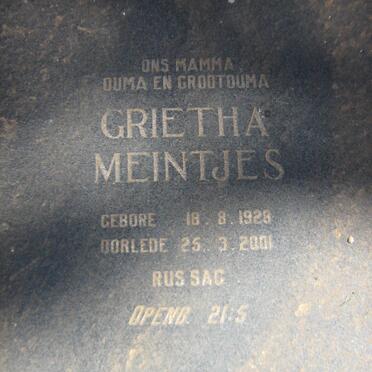 ONS MAMMA
OUMA EN GROOTOUMA
GRIETHA
MEINTJES
GEBORE 18. 8. 1928
OORLEDE 25. 3. 2001
RUS SAG
OPENB. 21:5